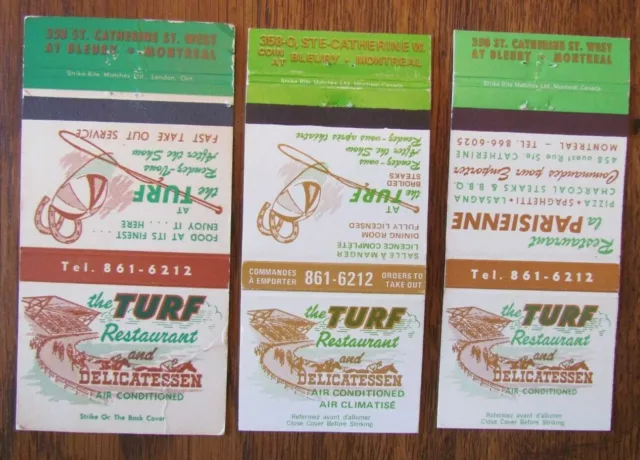 358 ST. CATHERINE ST. WEST
AT BLEURY • MONTREAL
Strike-Rite Matches Ltd., London, Ont.
FAST TAKE OUT SERVICE
After the Show
Rendez-Vous
the TURF
AT
ENJOY IT HERE
FOOD AT ITS FINEST...
Tel. 861-6212
the TURF
Restaurant
and
DELICATESSEN
AIR CONDITIONED
Strike On The Back Cover
358-O, STE-CATHERINE W.
COIN AT BLEURY • MONTREAL
Strike-Rite Matches Ltd., Montreal-Canada
Rendez-vous après théatre
After the Show
Rendez-vous
the TURF
AT
STEAKS
BROILED
FULLY LICENSED
DINING ROOM
LICENCE COMPLÈTE
SALLE À MANGER
COMMANDES À EMPORTER 861-6212 ORDERS TO TAKE OUT
the TURF
Restaurant
and
DELICATESSEN
AIR CONDITIONED
AIR CLIMATISÉ
Refermez avant d'allumer
Close Cover Before Striking
358 ST. CATHERINE ST. WEST
AT BLEURY • MONTREAL
Strike-Rite Matches Ltd., Montreal-Canada
MONTREAL - TEL. 866-6025
458 ouest Rue Ste. CATHERINE
Commandes pour Emporter
CHARCOAL STEAKS & B.B.Q.
PIZZA • SPAGHETTI • LASAGNA
la PARISIENNE
Restaurant
Tel. 861-6212
the TURF
Restaurant
and
DELICATESSEN
AIR CONDITIONED
Refermez avant d'allumer
Close Cover Before Striking